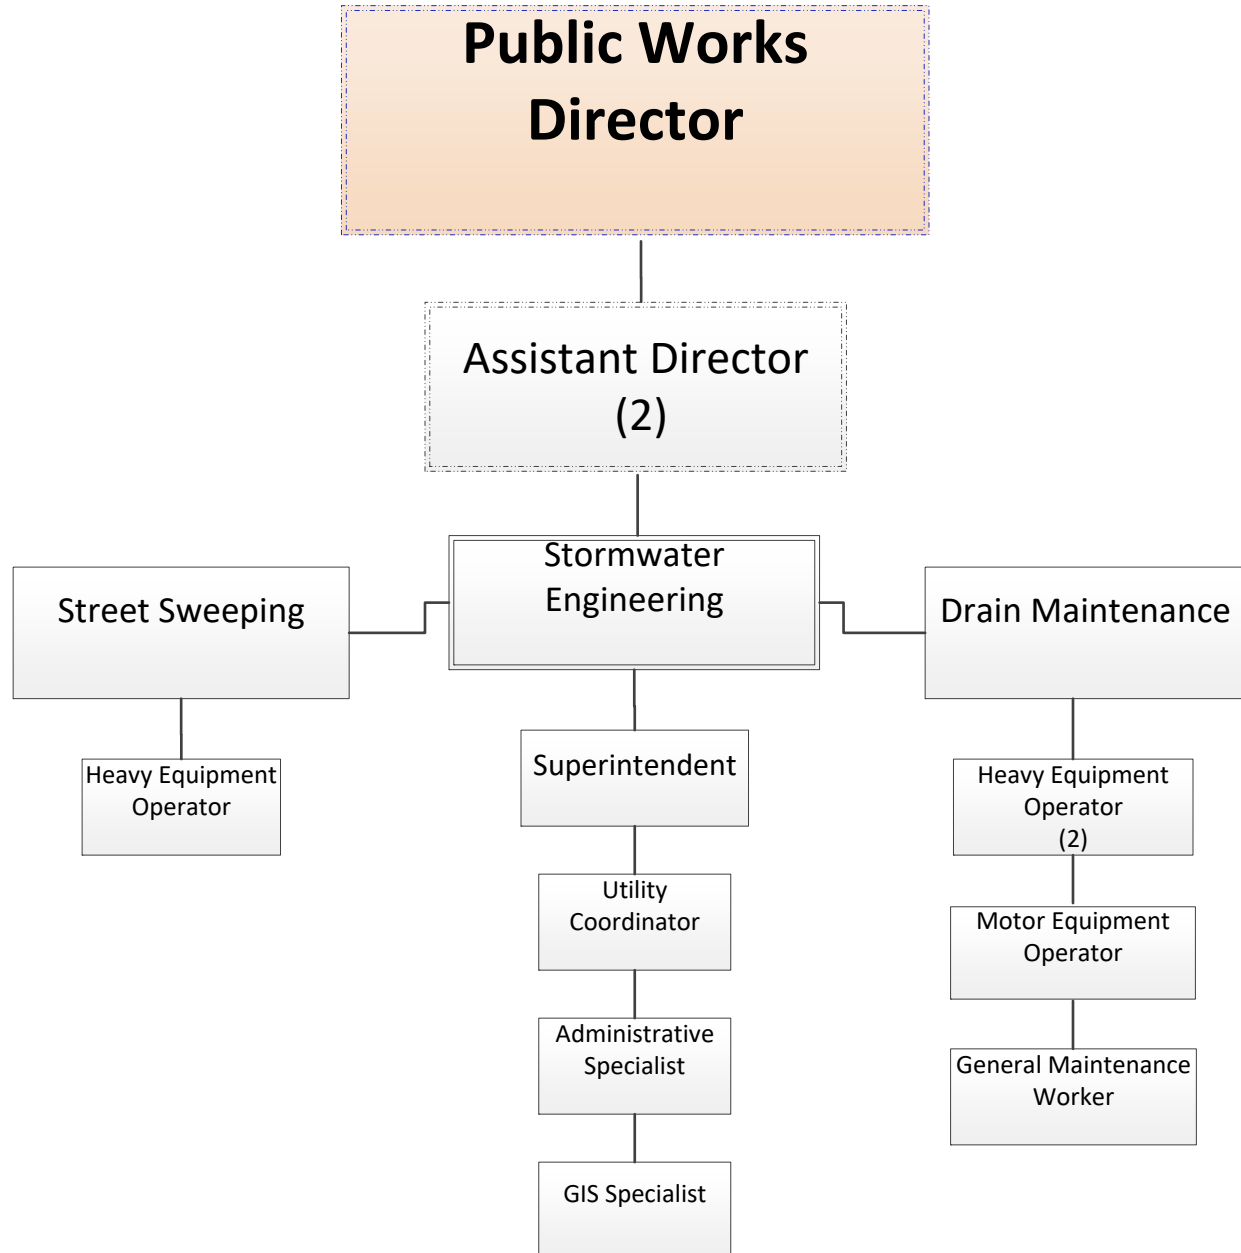 Public Works
Director
Assistant Director
(2)
Stormwater
Engineering
Street Sweeping
Drain Maintenance
Heavy Equipment
Operator
Superintendent
Heavy Equipment
Operator
(2)
Utility
Coordinator
Motor Equipment
Operator
Administrative
Specialist
General Maintenance
Worker
GIS Specialist